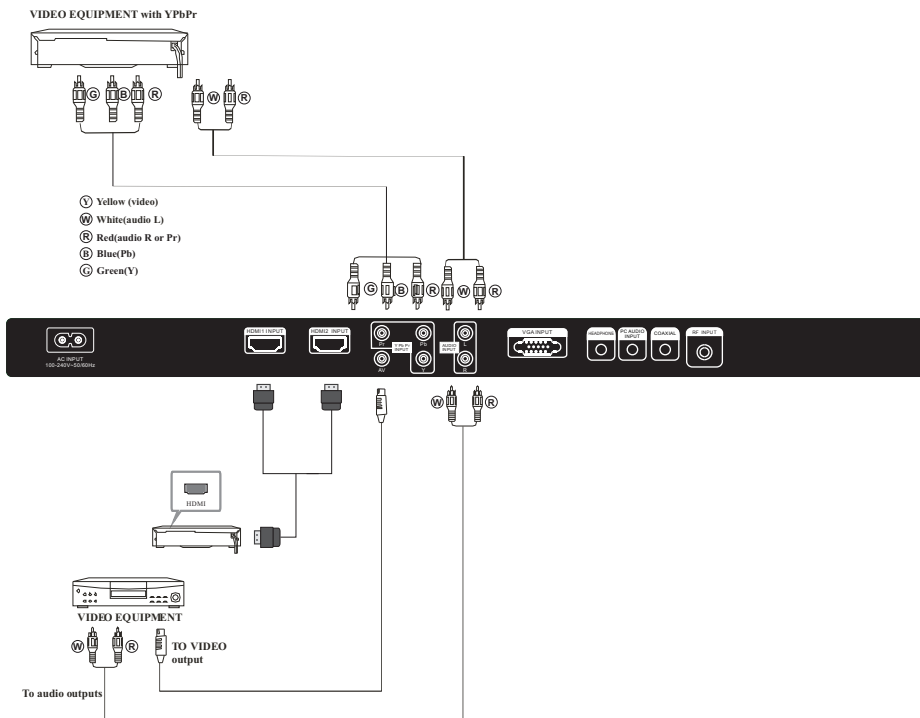 VIDEO EQUIPMENT with YPbPr
G B R W R
Y Yellow (video)
W White(audio L)
R Red(audio R or Pr)
B Blue(Pb)
G Green(Y)
G B R W R
AC INPUT
100-240V~50/60Hz
HDMI1 INPUT
HDMI2 INPUT
Pr
Pb
Y Pb Pr
INPUT
AV
Y
AUDIO
INPUT
L
R
VGA INPUT
HEADPHONE
PC AUDIO
INPUT
COAXIAL
RF INPUT
W R
HDMI
VIDEO EQUIPMENT
W R
TO VIDEO
output
To audio outputs